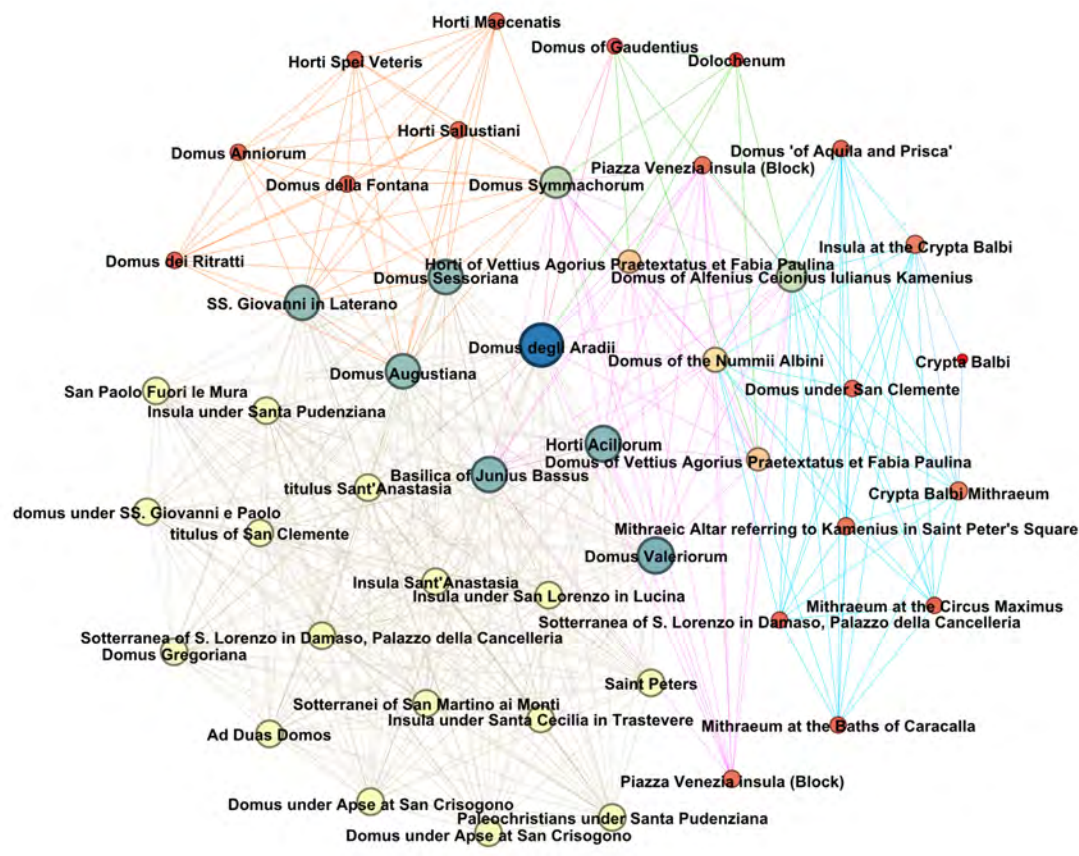 Horti Maecenatis
Domus of Gaudentius
Dolochenum
Horti Spei Veteris
Horti Sallustiani
Domus Anniorum
Piazza Venezia insula (Block)
Domus 'of Aquila and Prisca'
Domus della Fontana
Domus Symmachorum
Insula at the Crypta Balbi
Domus dei Ritratti
Horti of Vettius Agorius Praetextatus et Fabia Paulina
Domus Sessoriana
Domus of Alfenius Ceionius Iulianus Kamenius
SS. Giovanni in Laterano
Domus degli Aradii
Domus of the Nummii Albini
Crypta Balbi
Domus Augustiana
San Paolo Fuori le Mura
Domus under San Clemente
Insula under Santa Pudenziana
Horti Aciliorum
Domus of Vettius Agorius Praetextatus et Fabia Paulina
Basilica of Junius Bassus
titulus Sant'Anastasia
Crypta Balbi Mithraeum
domus under SS. Giovanni e Paolo
Mithraeic Altar referring to Kamenius in Saint Peter's Square
titulus of San Clemente
Domus Valeriorum
Insula Sant'Anastasia
Insula under San Lorenzo in Lucina
Mithraeum at the Circus Maximus
Sotterranea of S. Lorenzo in Damaso, Palazzo della Cancelleria
Sotterranea of S. Lorenzo in Damaso, Palazzo della Cancelleria
Domus Gregoriana
Saint Peters
Sotterranei of San Martino ai Monti
Insula under Santa Cecilia in Trastevere
Mithraeum at the Baths of Caracalla
Ad Duas Domos
Piazza Venezia insula (Block)
Domus under Apse at San Crisogono
Paleochristians under Santa Pudenziana
Domus under Apse at San Crisogono